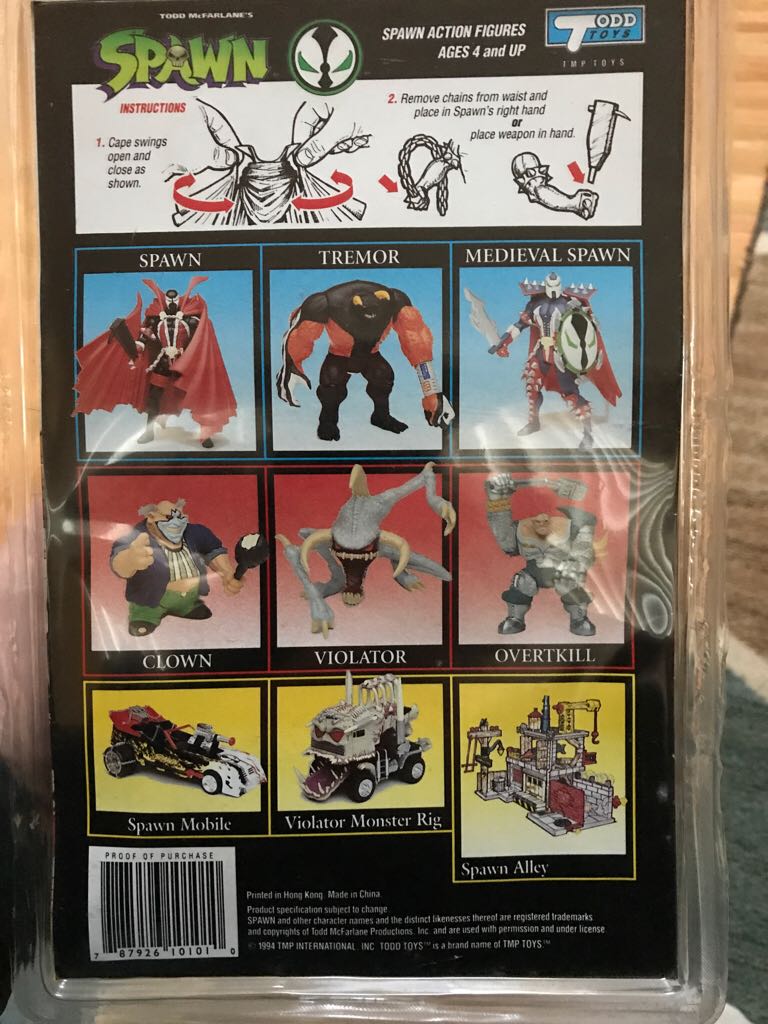 TODD McFARLANE'S
SPAWN
SPAWN ACTION FIGURES
AGES 4 and UP
TODD
TOYS
TMP TOYS
INSTRUCTIONS
1. Cape swings
open and
close as
shown.
2. Remove chains from waist and
place in Spawn's right hand
or
place weapon in hand.
SPAWN
TREMOR
MEDIEVAL SPAWN
CLOWN
VIOLATOR
OVERTKILL
Spawn Mobile
Violator Monster Rig
Spawn Alley
PROOF OF PURCHASE
7 87926 10101 0
Printed in Hong Kong. Made in China.
Product specification subject to change
SPAWN and other character names and the distinct likenesses thereof are registered trademarks
and copyrights of Todd McFarlane Productions, Inc. and are used with permission and under license
© 1994 TMP INTERNATIONAL, INC TODD TOYS™ is a brand name of TMP TOYS™